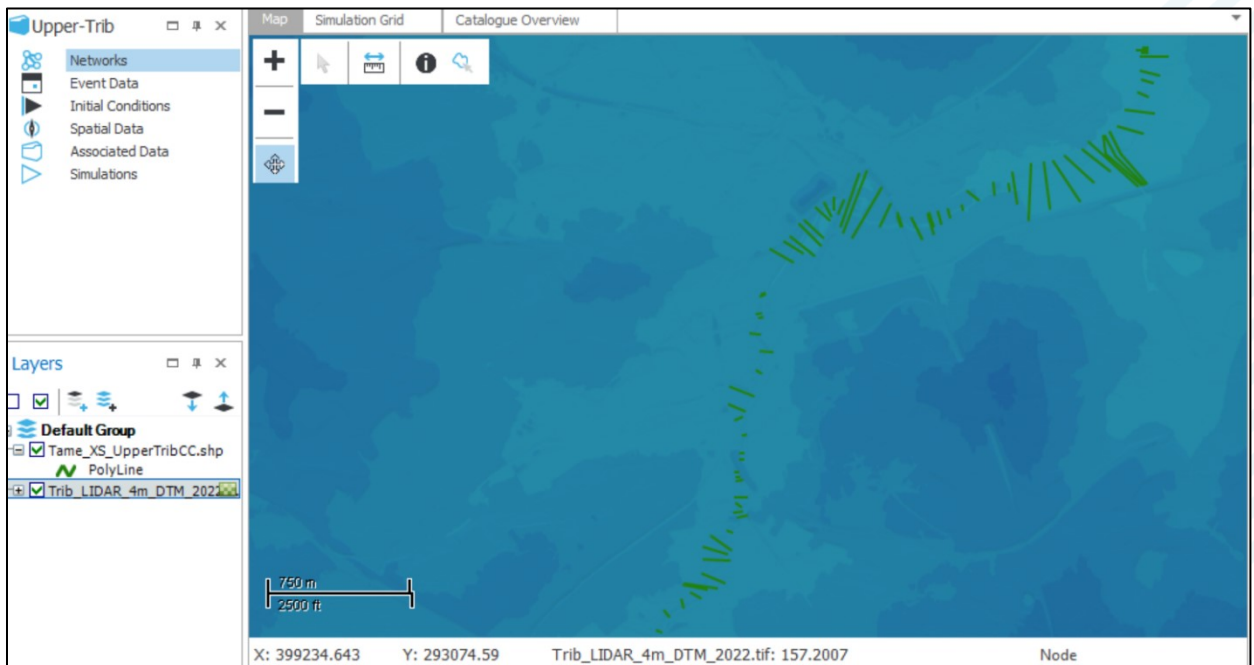 Upper-Trib
Networks
Event Data
Initial Conditions
Spatial Data
Associated Data
Simulations
Layers
Default Group
Tame_XS_UpperTribCC.shp
PolyLine
Trib_LIDAR_4m_DTM_2022
Map Simulation Grid Catalogue Overview
750 m
2500 ft
X: 399234.643 Y: 293074.59 Trib_LIDAR_4m_DTM_2022.tif: 157.2007 Node